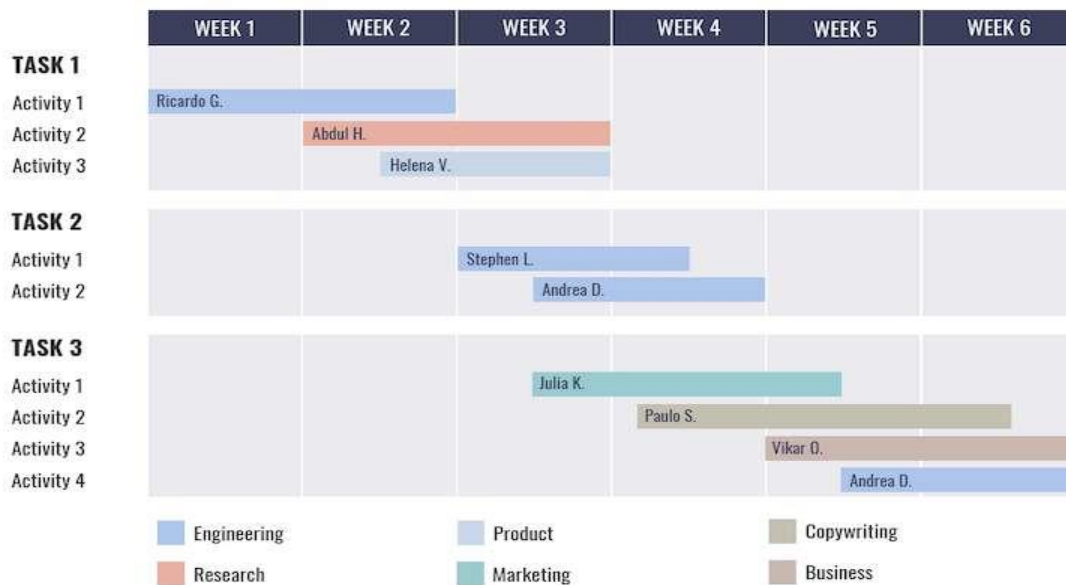 WEEK 1 WEEK 2 WEEK 3 WEEK 4 WEEK 5 WEEK 6
TASK 1
Activity 1 Ricardo G.
Activity 2 Abdul H.
Activity 3 Helena V.
TASK 2
Activity 1 Stephen L.
Activity 2 Andrea D.
TASK 3
Activity 1 Julia K.
Activity 2 Paulo S.
Activity 3 Vikar O.
Activity 4 Andrea D.
Engineering Product Copywriting
Research Marketing Business